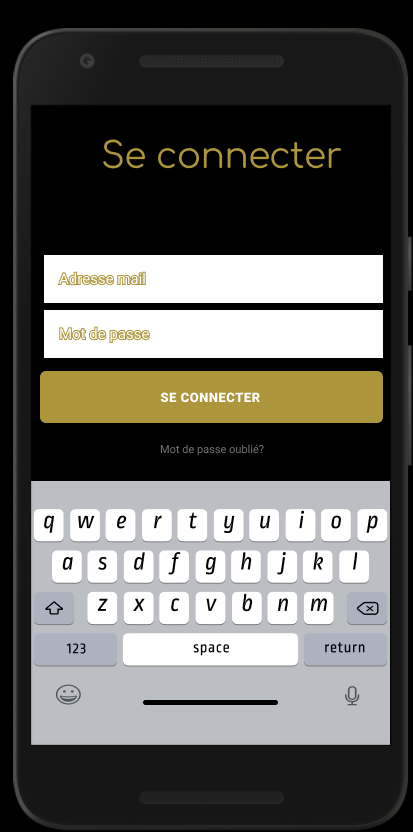 Se connecter
Adresse mail
Mot de passe
SE CONNECTER
Mot de passe oublié?
q w e r t y u i o p
a s d f g h j k l
z x c v b n m
123 space return